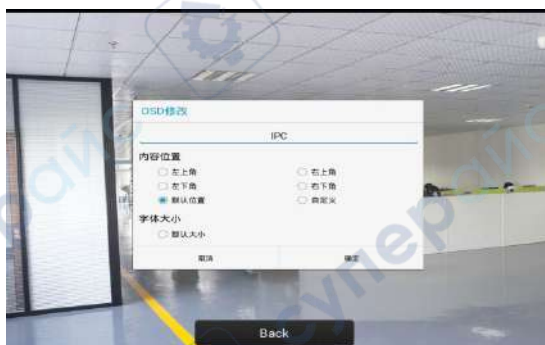 OSD修改
IPC
内容位置
左上角 右上角
左下角 右下角
默认位置 自定义
字体大小
默认大小
取消 确定
Back